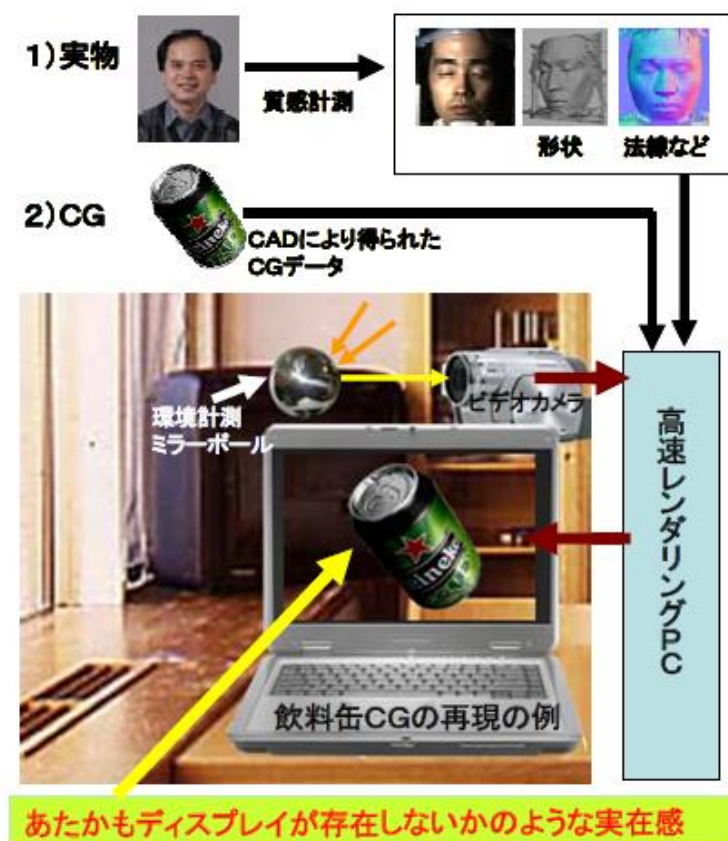 1)実物
質感計測
形状
法線など
2)CG
CADにより得られた
CGデータ
環境計測
ミラーボール
ビデオカメラ
高速レンダリングPC
飲料缶CGの再現の例
あたかもディスプレイが存在しないかのような実在感